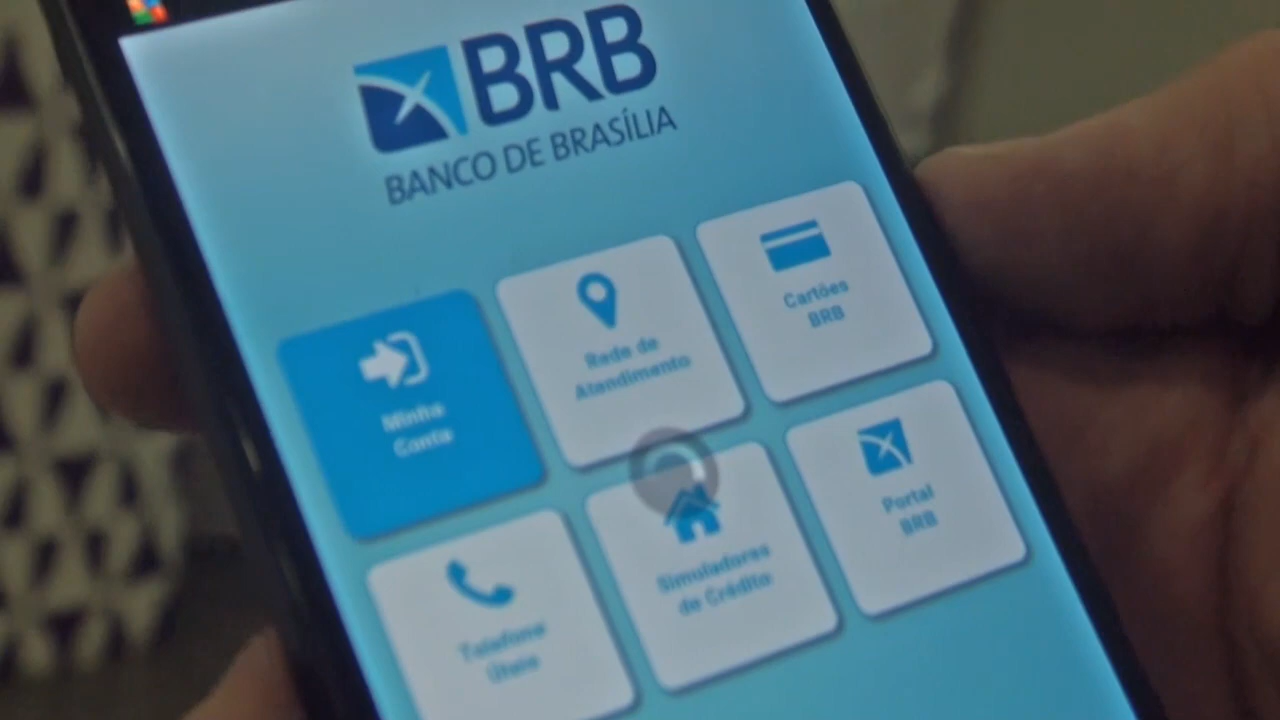 BRB
BANCO DE BRASÍLIA
Minha
Conta
Rede de
Atendimento
Cartões
BRB
Telefone
Úteis
Simuladores
de Crédito
Portal
BRB